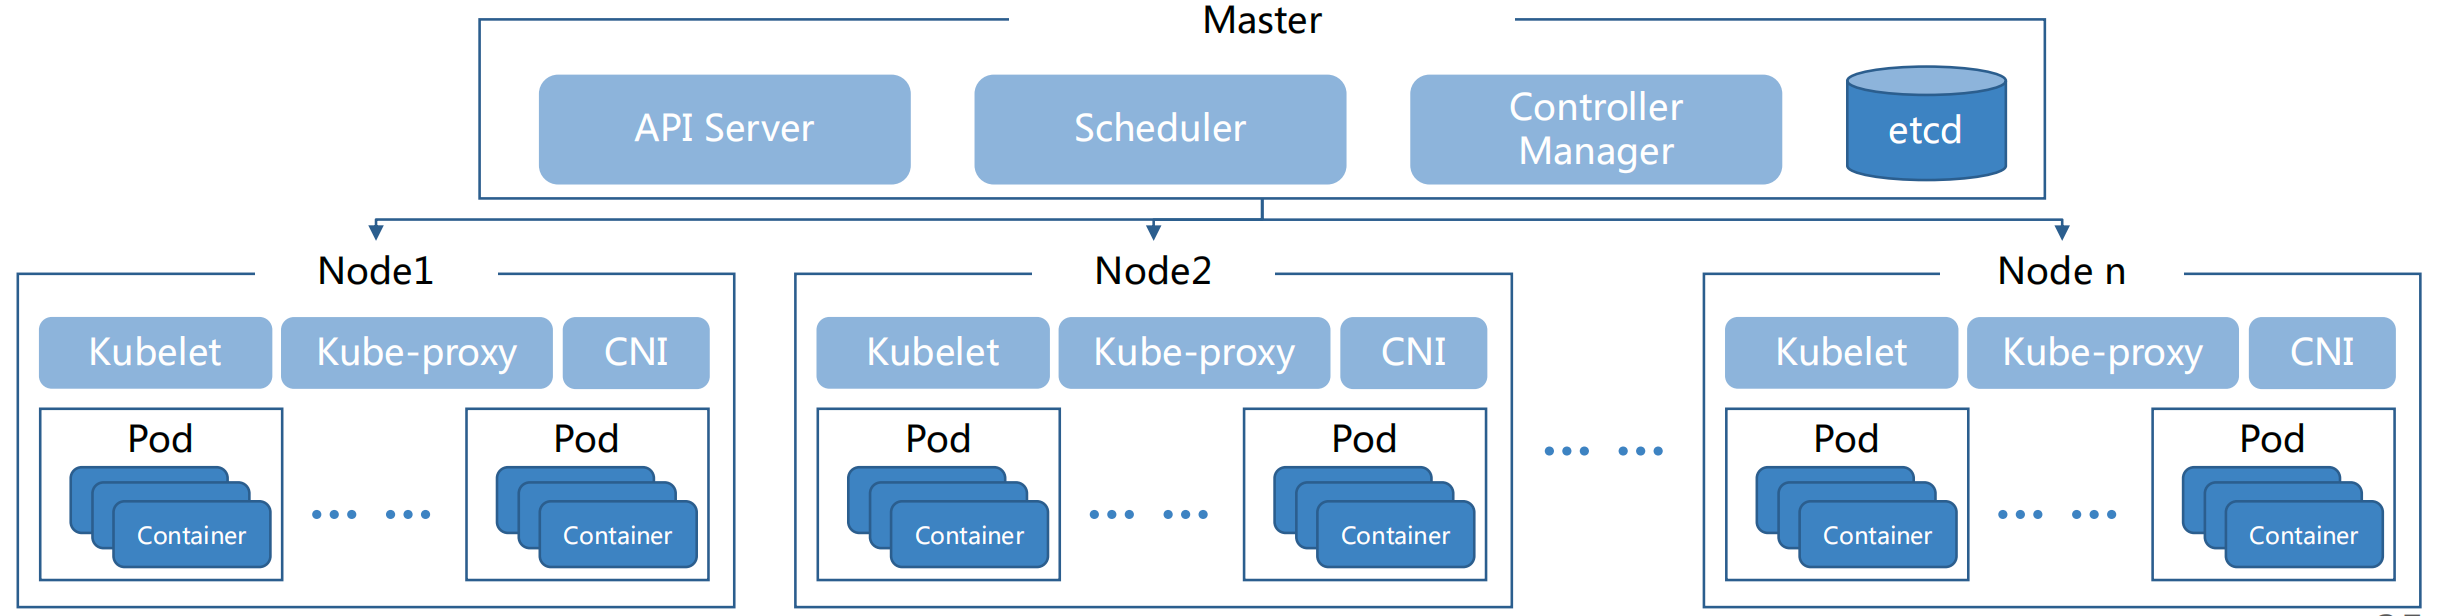 Master
API Server
Scheduler
Controller
Manager
etcd
Node1
Node2
Node n
Kubelet
Kube-proxy
CNI
Kubelet
Kube-proxy
CNI
Kubelet
Kube-proxy
CNI
Pod
Container
Pod
Container
Pod
Container
Pod
Container
Pod
Container
Pod
Container